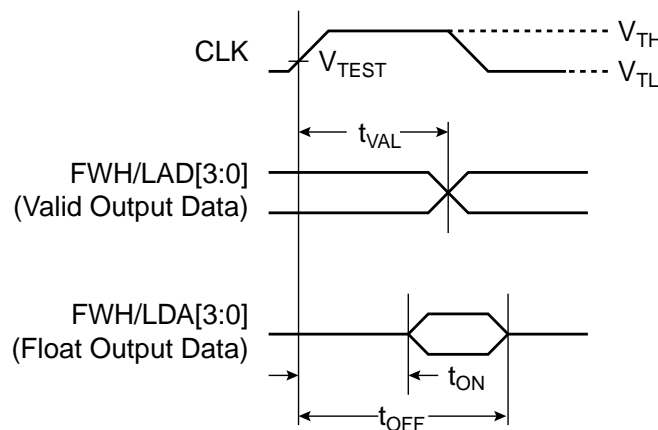 CLK
V_TEST
V_TH
V_TL
t_VAL
FWH/LAD[3:0]
(Valid Output Data)
FWH/LDA[3:0]
(Float Output Data)
t_ON
t_OFF